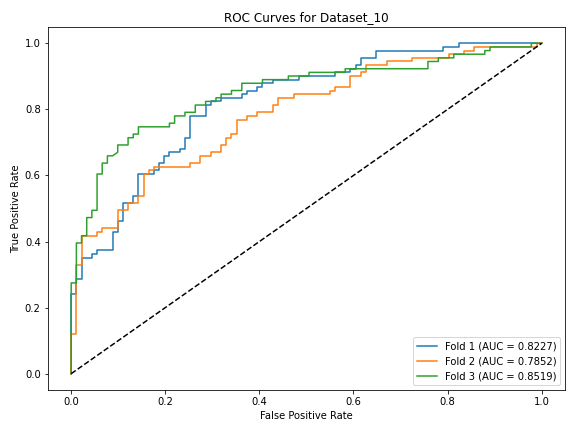 ROC Curves for Dataset_10
True Positive Rate
1.0
0.8
0.6
0.4
0.2
0.0
0.0 0.2 0.4 0.6 0.8 1.0
False Positive Rate
Fold 1 (AUC = 0.8227)
Fold 2 (AUC = 0.7852)
Fold 3 (AUC = 0.8519)